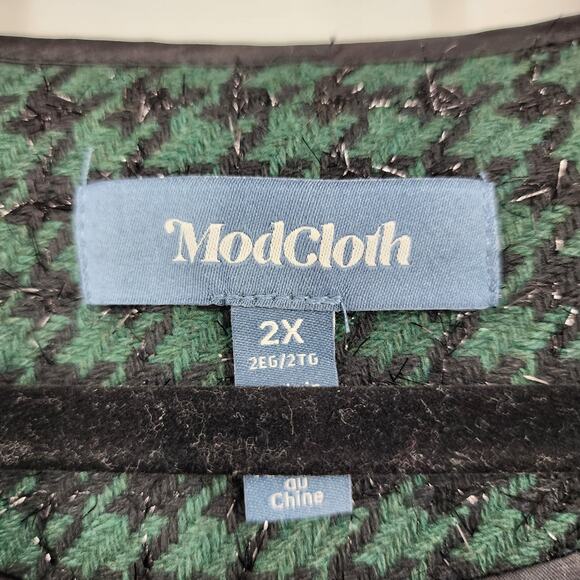 ModCloth
2X
2EG/2TG
au
Chine